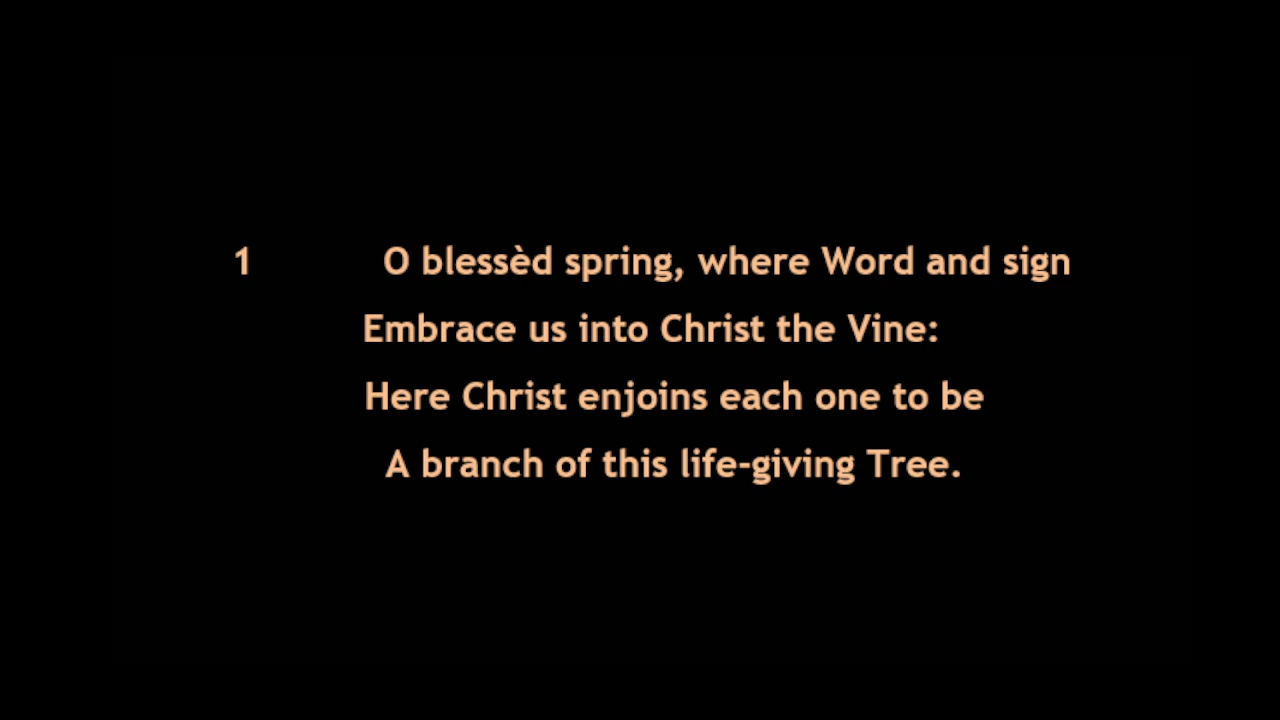 1 O blessèd spring, where Word and sign
Embrace us into Christ the Vine:
Here Christ enjoins each one to be
A branch of this life-giving Tree.